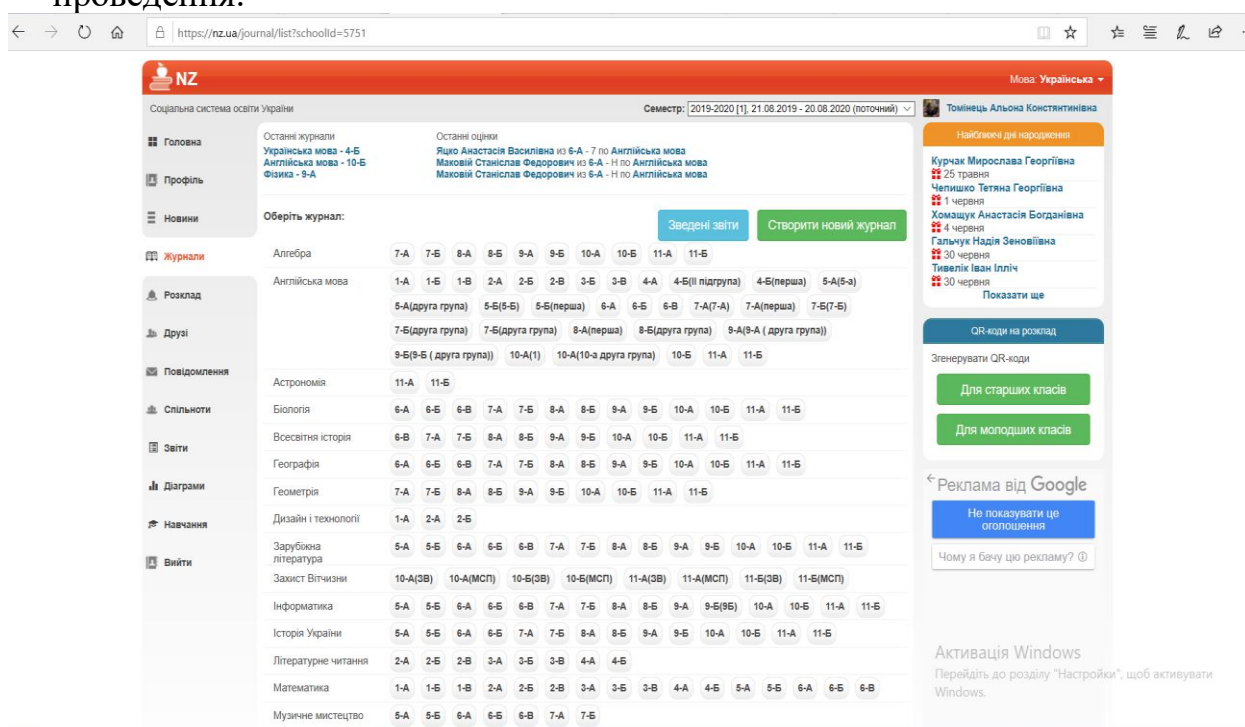 проведення.
https://nz.ua/journal/list?schoolId=5751
NZ
Мова: Українська
Соціальна система освіти України
Семестр: 2019-2020 [1], 21.08.2019 - 20.08.2020 (поточний)
Томінець Альона Констянтинівна
Головна
Профіль
Новини
Журнали
Розклад
Друзі
Повідомлення
Спільноти
Звіти
Діаграми
Навчання
Вийти
Останні журнали
Українська мова - 4-Б
Англійська мова - 10-Б
Фізика - 9-А
Останні оцінки
Яцко Анастасія Василівна из 6-А - 7 по Англійська мова
Маковій Станіслав Федорович из 6-А - Н по Англійська мова
Маковій Станіслав Федорович из 6-А - Н по Англійська мова
Оберіть журнал:
Зведені звіти
Створити новий журнал
Алгебра 7-А 7-Б 8-А 8-Б 9-А 9-Б 10-А 10-Б 11-А 11-Б
Англійська мова 1-А 1-Б 1-В 2-А 2-Б 2-В 3-Б 3-В 4-А 4-Б(ІІ підгрупа) 4-Б(перша) 5-А(5-а)
5-А(друга група) 5-Б(5-Б) 5-Б(перша) 6-А 6-Б 6-В 7-А(7-А) 7-А(перша) 7-Б(7-Б)
7-Б(друга група) 7-Б(друга група) 8-А(перша) 8-Б(друга група) 9-А(9-А ( друга група))
9-Б(9-Б ( друга група)) 10-А(1) 10-А(10-а друга група) 10-Б 11-А 11-Б
Астрономія 11-А 11-Б
Біологія 6-А 6-Б 6-В 7-А 7-Б 8-А 8-Б 9-А 9-Б 10-А 10-Б 11-А 11-Б
Всесвітня історія 6-В 7-А 7-Б 8-А 8-Б 9-А 9-Б 10-А 10-Б 11-А 11-Б
Географія 6-А 6-Б 6-В 7-А 7-Б 8-А 8-Б 9-А 9-Б 10-А 10-Б 11-А 11-Б
Геометрія 7-А 7-Б 8-А 8-Б 9-А 9-Б 10-А 10-Б 11-А 11-Б
Дизайн і технології 1-А 2-А 2-Б
Зарубіжна
література
5-А 5-Б 6-А 6-Б 6-В 7-А 7-Б 8-А 8-Б 9-А 9-Б 10-А 10-Б 11-А 11-Б
Захист Вітчизни 10-А(ЗВ) 10-А(МСП) 10-Б(ЗВ) 10-Б(МСП) 11-А(ЗВ) 11-А(МСП) 11-Б(ЗВ) 11-Б(МСП)
Інформатика 5-А 5-Б 6-А 6-Б 6-В 7-А 7-Б 8-А 8-Б 9-А 9-Б(9Б) 10-А 10-Б 11-А 11-Б
Історія України 5-А 5-Б 6-А 6-Б 7-А 7-Б 8-А 8-Б 9-А 9-Б 10-А 10-Б 11-А 11-Б
Літературне читання 2-А 2-Б 2-В 3-А 3-Б 3-В 4-А 4-Б
Математика 1-А 1-Б 1-В 2-А 2-Б 2-В 3-А 3-Б 3-В 4-А 4-Б 5-А 5-Б 6-А 6-Б 6-В
Музичне мистецтво 5-А 5-Б 6-А 6-Б 6-В 7-А 7-Б
Найближчі дні народження
Курчак Мирослава Георгіївна
25 травня
Чепишко Тетяна Георгіївна
1 червня
Хомащук Анастасія Богданівна
4 червня
Гальчук Надія Зеновіївна
30 червня
Тивелік Іван Ілліч
30 червня
Показати ще
QR-коди на розклад
Згенерувати QR-коди
Для старших класів
Для молодших класів
Реклама від Google
Не показувати це
оголошення
Чому я бачу цю рекламу?
Активація Windows
Перейдіть до розділу "Настройки", щоб активувати
Windows.